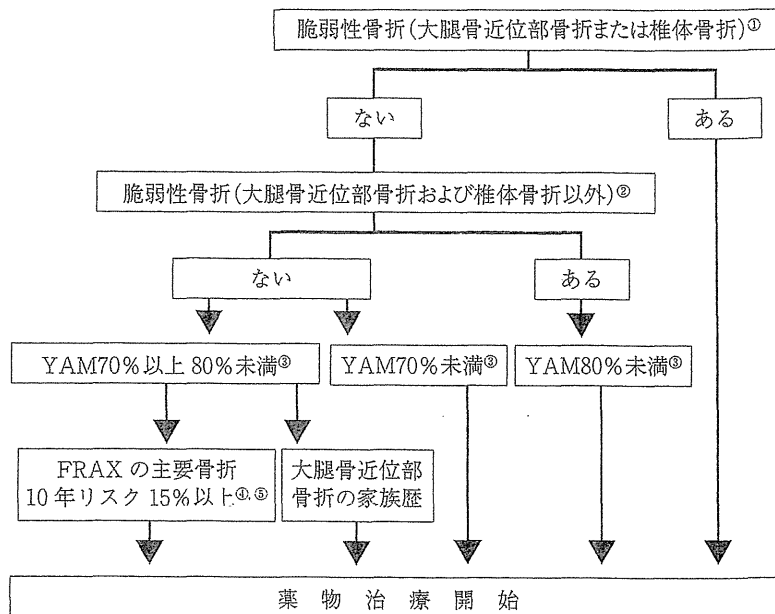 脆弱性骨折(大腿骨近位部骨折または椎体骨折)①
ない
ある
脆弱性骨折(大腿骨近位部骨折および椎体骨折以外)②
ない
ある
YAM70%以上80%未満③
YAM70%未満③
YAM80%未満③
FRAXの主要骨折
10年リスク15%以上④,⑤
大腿骨近位部
骨折の家族歴
薬物治療開始